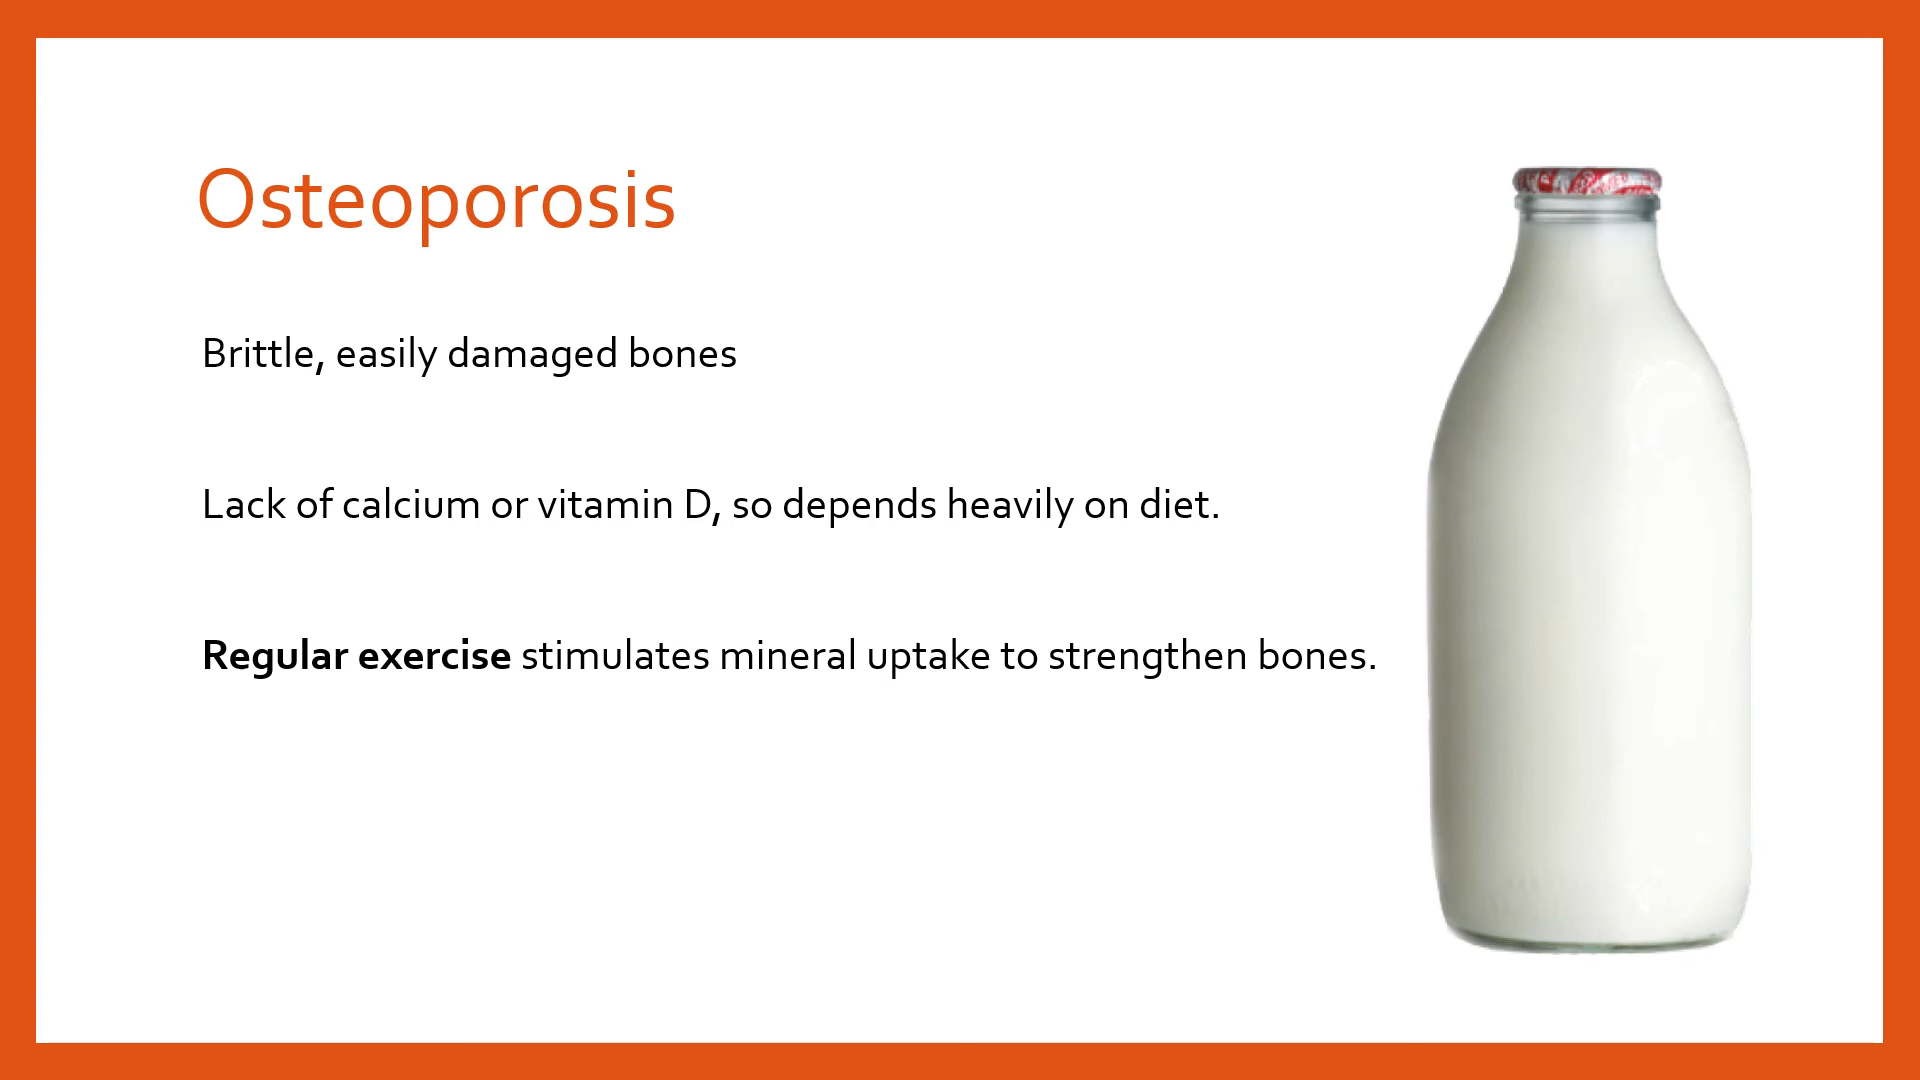 Osteoporosis
Brittle, easily damaged bones
Lack of calcium or vitamin D, so depends heavily on diet.
Regular exercise stimulates mineral uptake to strengthen bones.